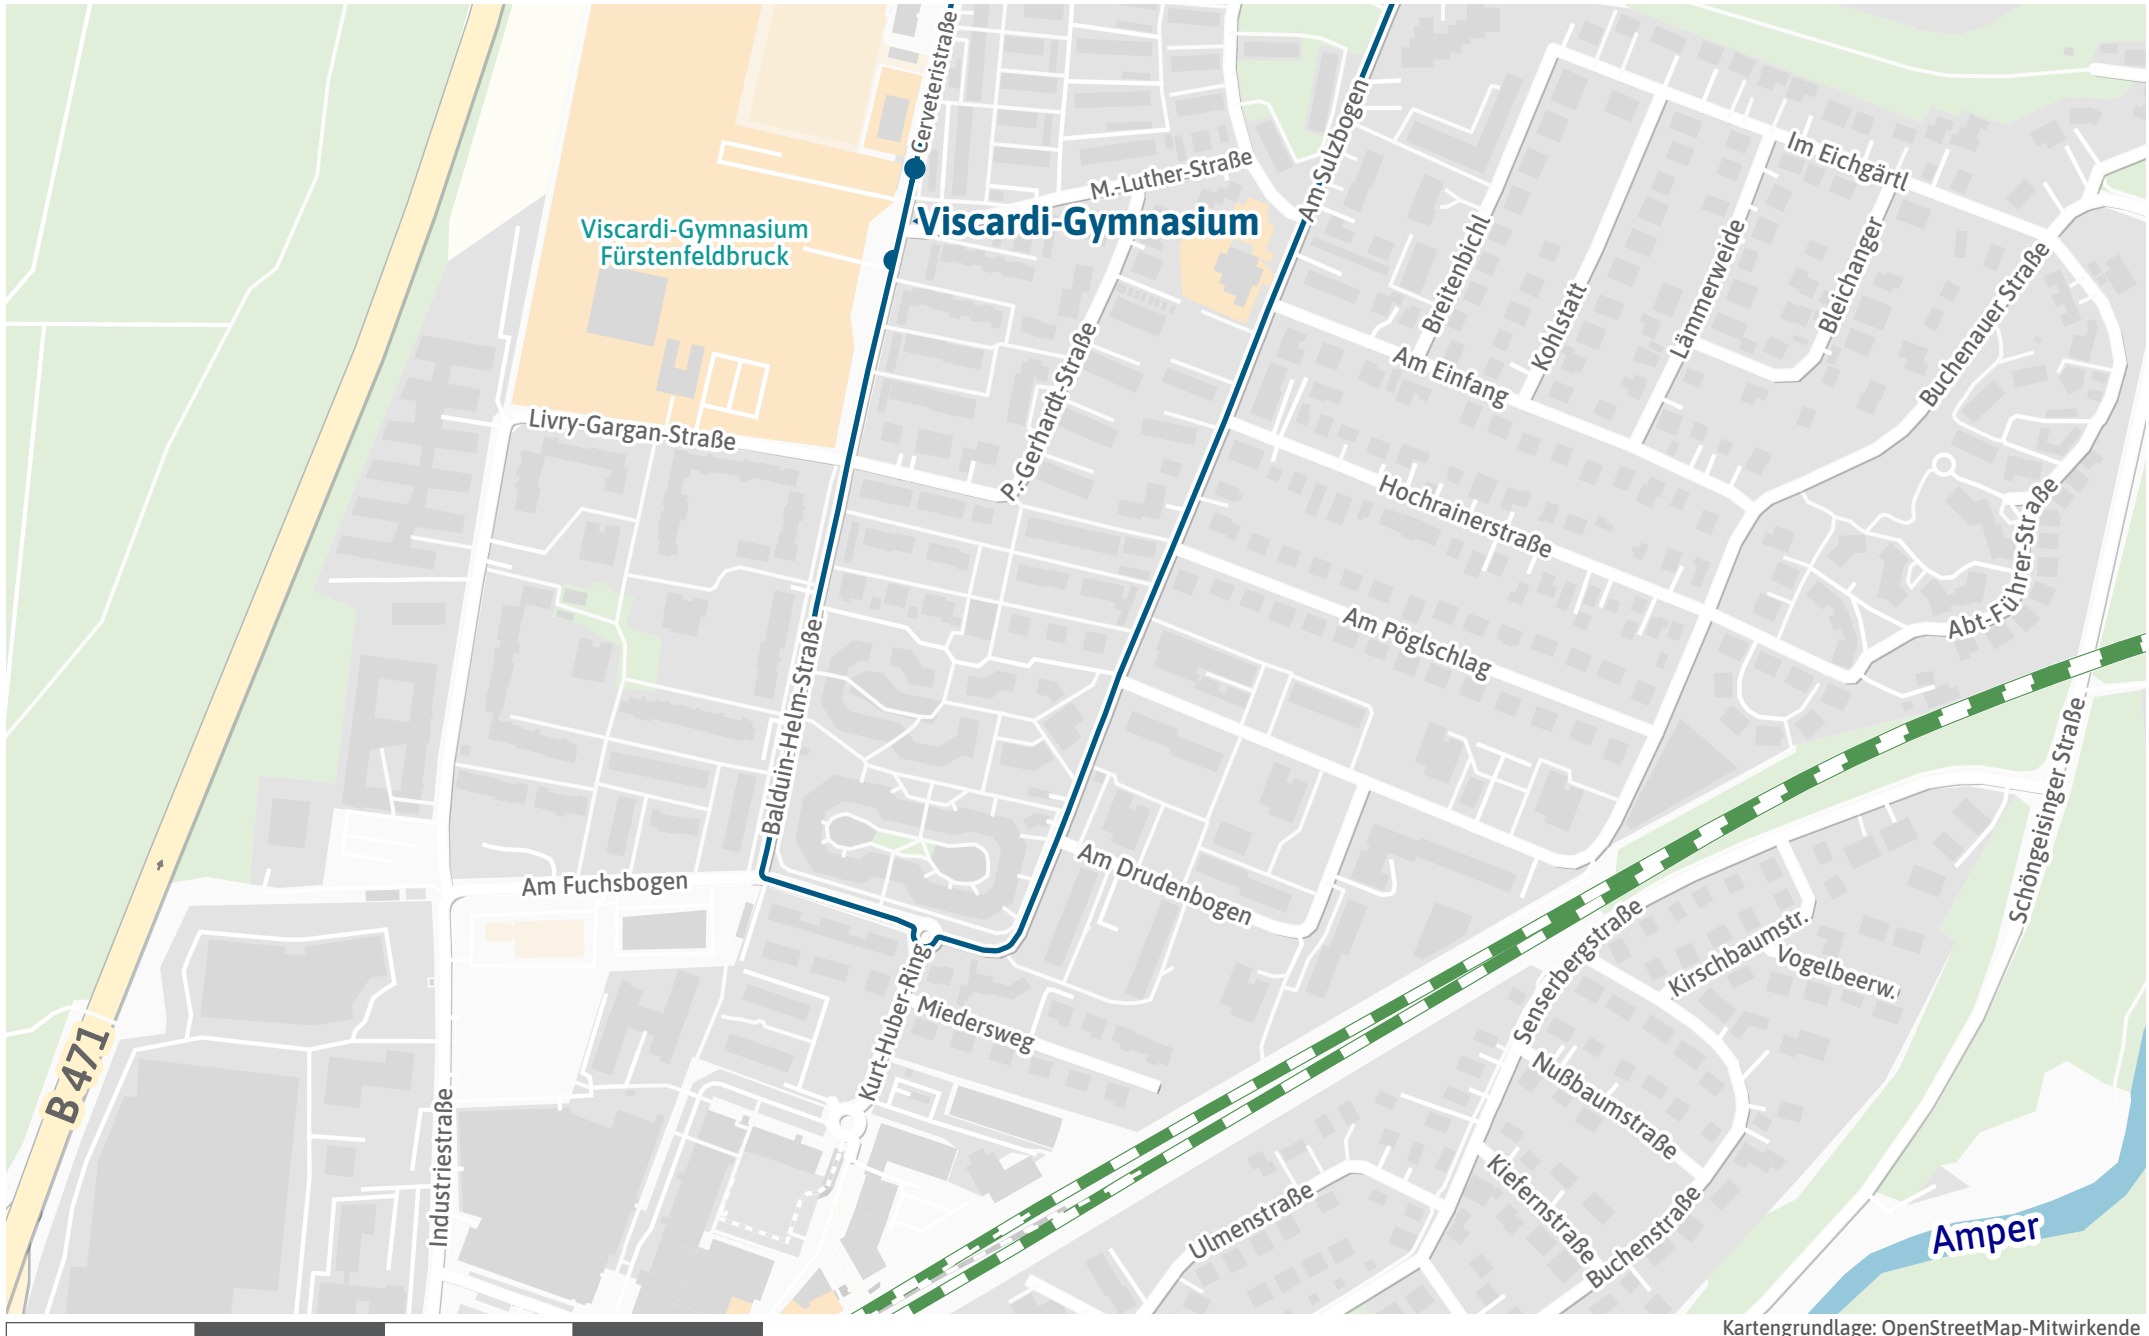 Cerveteristraße
Am Sulzbogen
Im Eichgärtl
M.-Luther-Straße
Viscardi-Gymnasium
Viscardi-Gymnasium
Fürstenfeldbruck
Breitenbichl
Kohlstatt
Lämmerweide
Bleichanger
Buchenauer Straße
Am Einfang
P.-Gerhardt-Straße
Livry-Gargan-Straße
Hochrainerstraße
Abt-Führer-Straße
Am Pöglschlag
Balduin-Helm-Straße
Schöngeisinger Straße
Am Fuchsbogen
Am Drudenbogen
Senserbergstraße
Kirschbaumstr.
Vogelbeerw.
Kurt-Huber-Ring
Miedersweg
B 471
Nußbaumstraße
Industriestraße
Kiefernstraße
Ulmenstraße
Buchenstraße
Amper
Kartengrundlage: OpenStreetMap-Mitwirkende